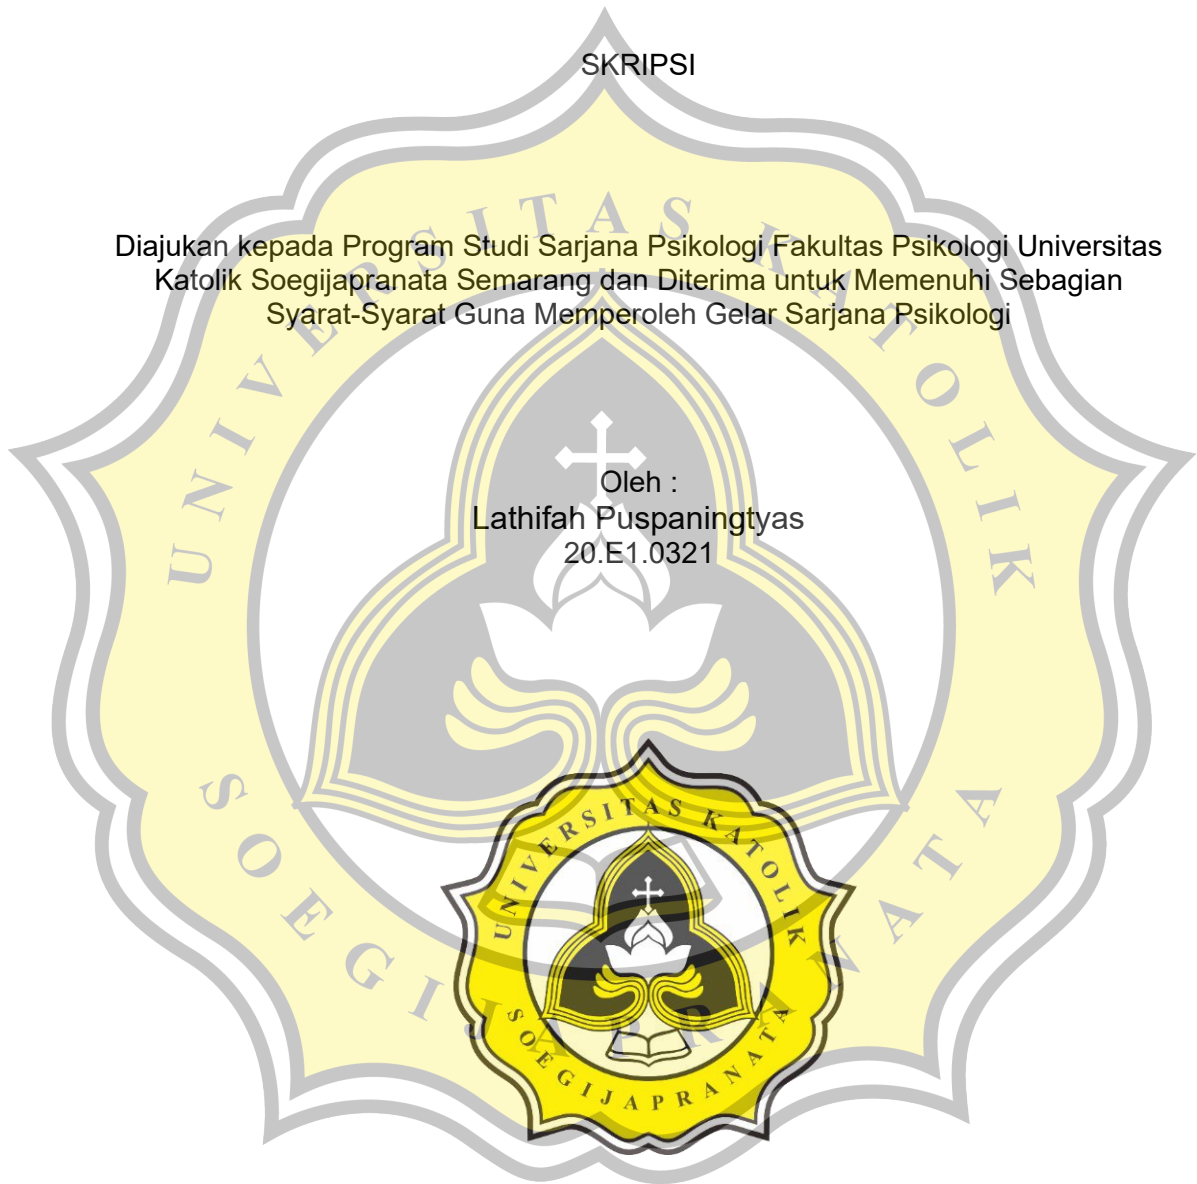 SKRIPSI
Diajukan kepada Program Studi Sarjana Psikologi Fakultas Psikologi Universitas
Katolik Soegijapranata Semarang dan Diterima untuk Memenuhi Sebagian
Syarat-Syarat Guna Memperoleh Gelar Sarjana Psikologi
Oleh :
Lathifah Puspaningtyas
20.E1.0321
UNIVERSITAS KATOLIK
SOEGIJAPRANATA
UNIVERSITAS KATOLIK
SOEGIJAPRANATA